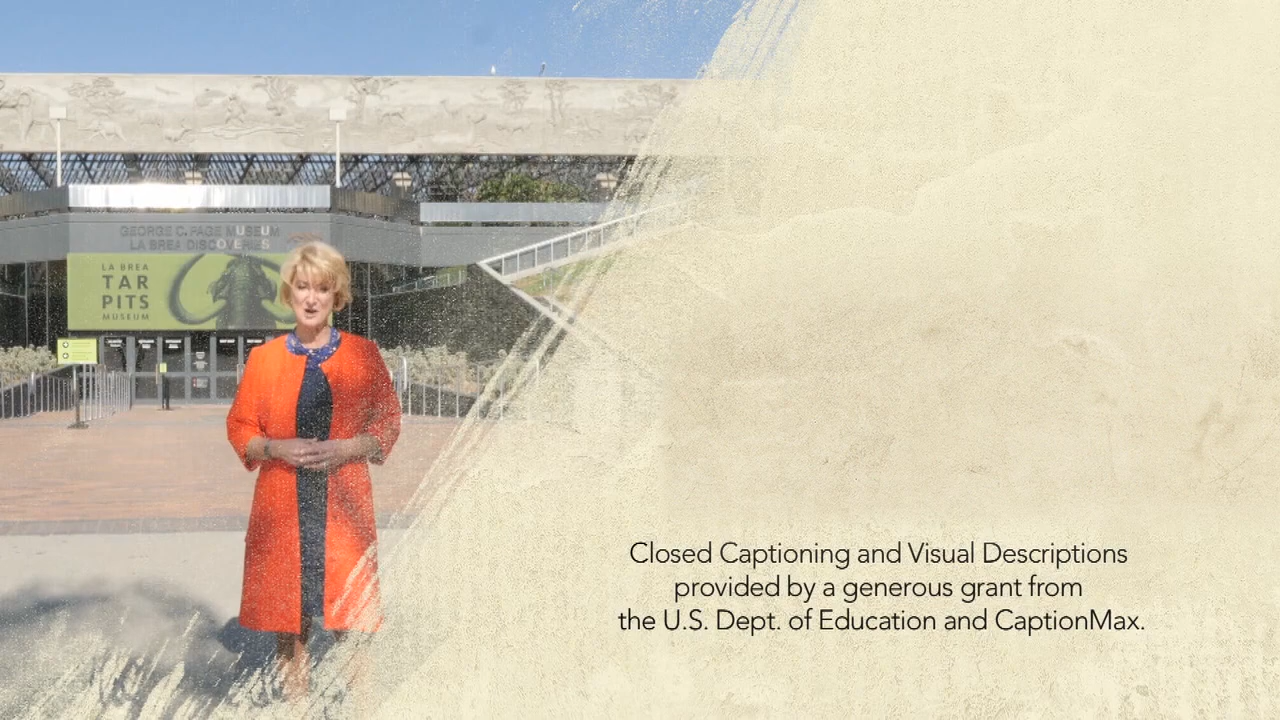 GEORGE C. PAGE MUSEUM
LA BREA DISCOVERIES
LA BREA
TAR
PITS
MUSEUM
Closed Captioning and Visual Descriptions
provided by a generous grant from
the U.S. Dept. of Education and CaptionMax.